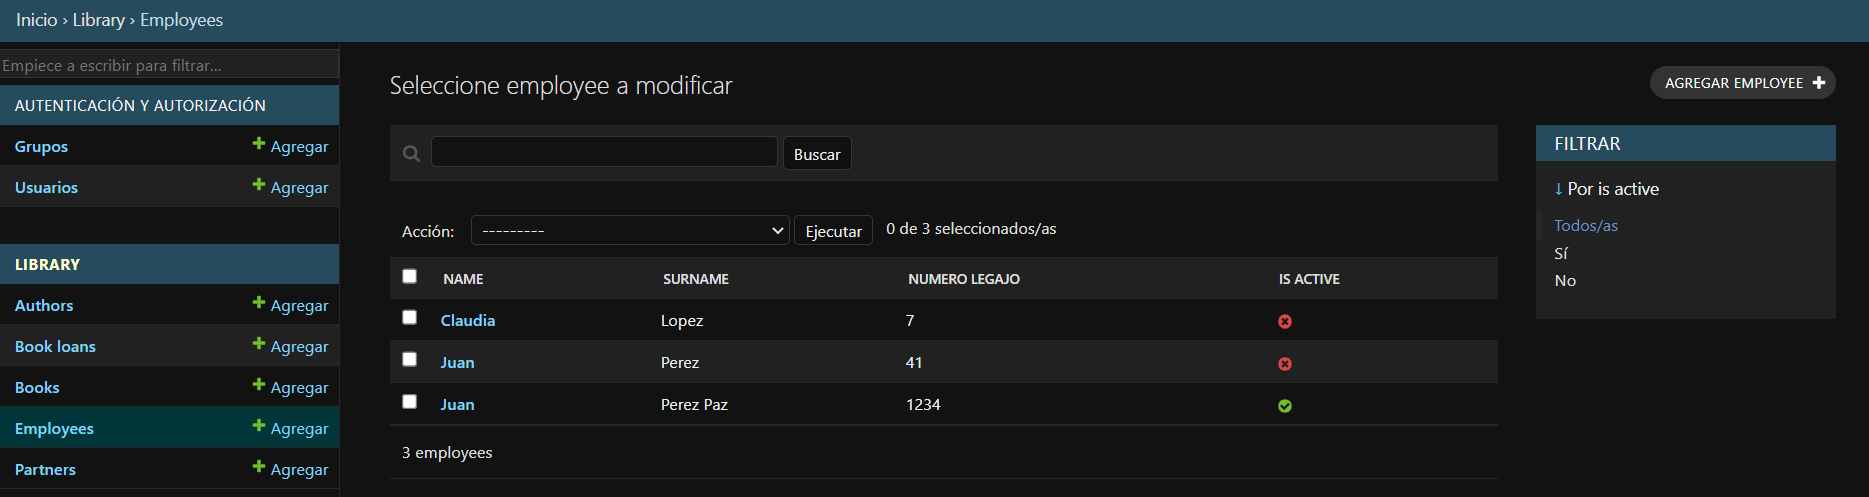 Inicio › Library › Employees
Empiece a escribir para filtrar...
AUTENTICACIÓN Y AUTORIZACIÓN
Grupos Agregar
Usuarios Agregar
LIBRARY
Authors Agregar
Book loans Agregar
Books Agregar
Employees Agregar
Partners Agregar
Seleccione employee a modificar
AGREGAR EMPLOYEE
Buscar
Acción: --------- Ejecutar 0 de 3 seleccionados/as
NAME SURNAME NUMERO LEGAJO IS ACTIVE
Claudia Lopez 7
Juan Perez 41
Juan Perez Paz 1234
3 employees
FILTRAR
↓ Por is active
Todos/as
Sí
No